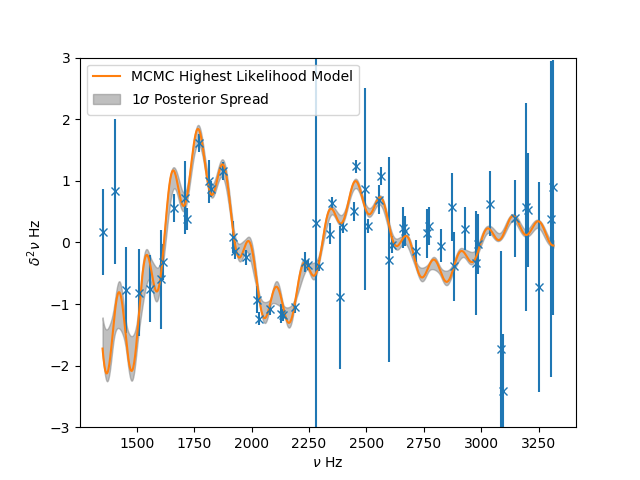 MCMC Highest Likelihood Model
1σ Posterior Spread
3
2
1
0
−1
−2
−3
δ²ν Hz
1500 1750 2000 2250 2500 2750 3000 3250
ν Hz